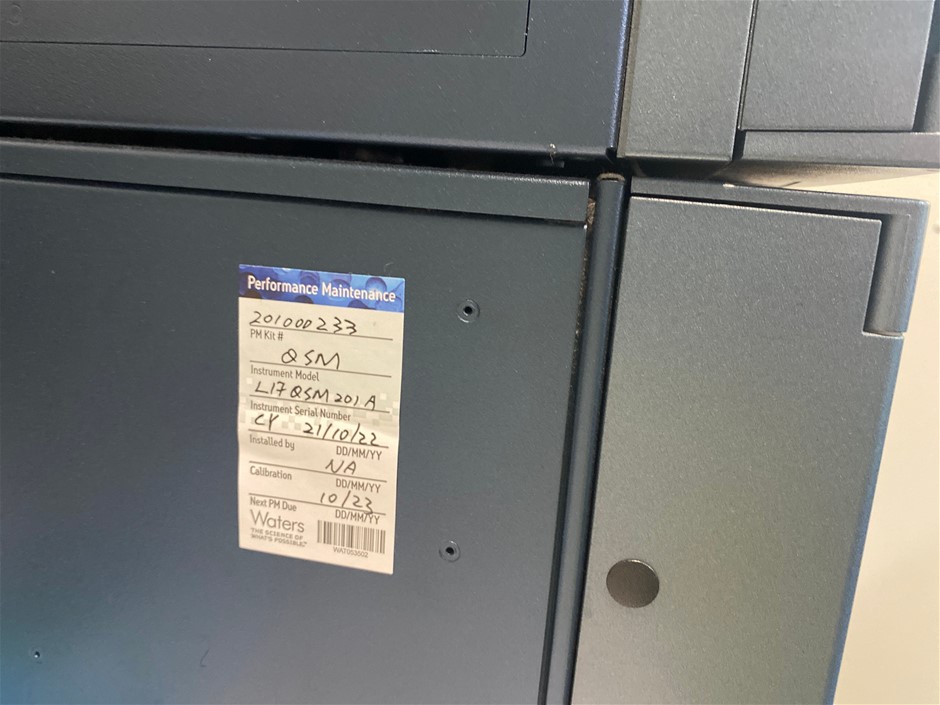 Performance Maintenance
201000233
PM Kit #
QSM
Instrument Model
L17QSM201A
Instrument Serial Number
CY 21/10/22
Installed by DD/MM/YY
NA
Calibration DD/MM/YY
10/23
Next PM Due DD/MM/YY
Waters
THE SCIENCE OF
WHAT'S POSSIBLE.™
WAT053502